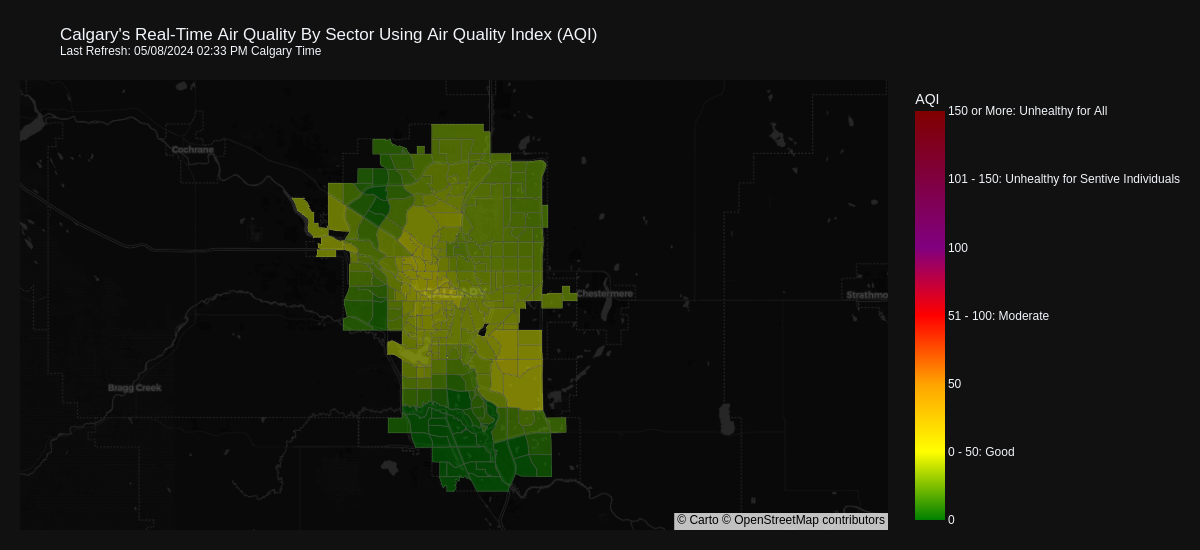 Calgary's Real-Time Air Quality By Sector Using Air Quality Index (AQI)
Last Refresh: 05/08/2024 02:33 PM Calgary Time
AQI
150 or More: Unhealthy for All
Cochrane
101 - 150: Unhealthy for Sentive Individuals
100
CALGARY
Chestermere
Strathmo
51 - 100: Moderate
50
Bragg Creek
0 - 50: Good
0
© Carto © OpenStreetMap contributors